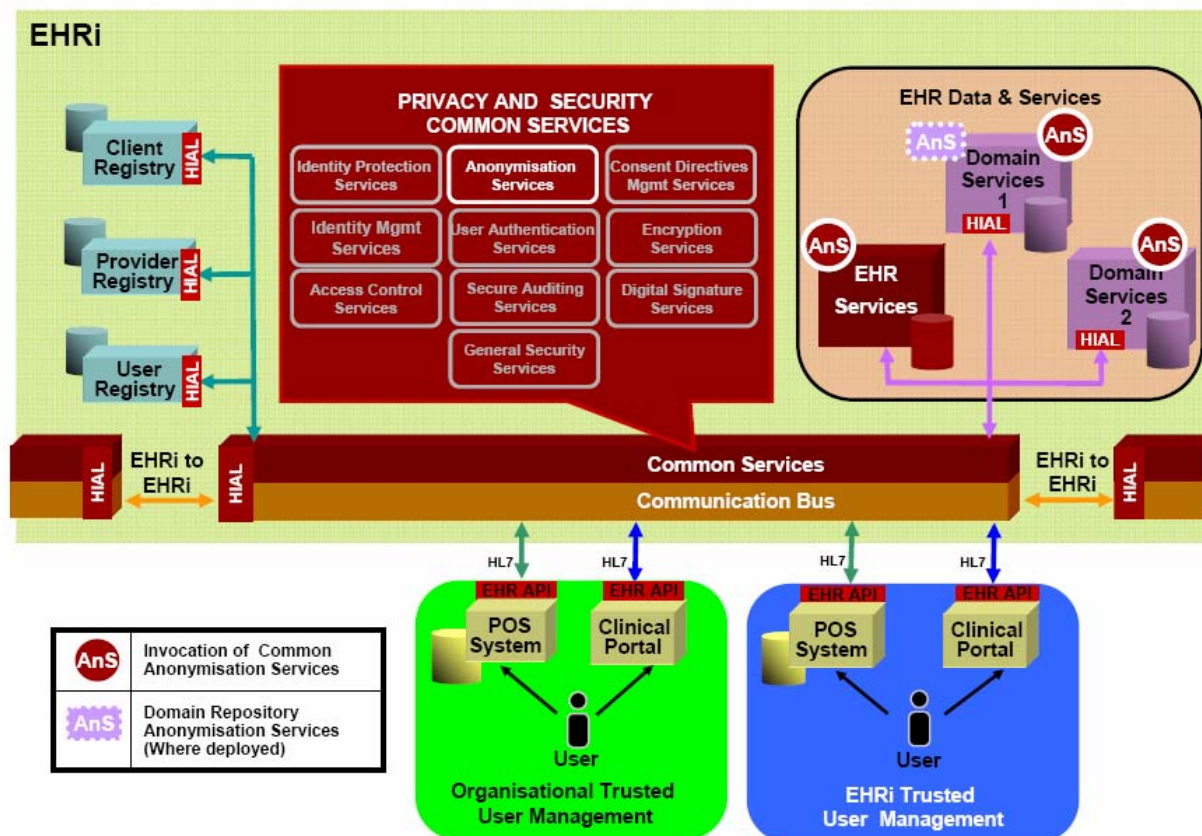 EHRi
PRIVACY AND SECURITY
COMMON SERVICES
Identity Protection
Services
Anonymisation
Services
Consent Directives
Mgmt Services
Identity Mgmt
Services
User Authentication
Services
Encryption
Services
Access Control
Services
Secure Auditing
Services
Digital Signature
Services
General Security
Services
Client
Registry
HIAL
Provider
Registry
HIAL
User
Registry
HIAL
EHR Data & Services
AnS
AnS
Domain
Services
1
HIAL
AnS
EHR
Services
AnS
Domain
Services
2
HIAL
HIAL
EHRi to
EHRi
HIAL
Common Services
Communication Bus
EHRi to
EHRi
HIAL
HL7
HL7
HL7
HL7
EHR API
POS
System
EHR API
Clinical
Portal
User
Organisational Trusted
User Management
EHR API
POS
System
EHR API
Clinical
Portal
User
EHRi Trusted
User Management
AnS
Invocation of Common
Anonymisation Services
AnS
Domain Repository
Anonymisation Services
(Where deployed)